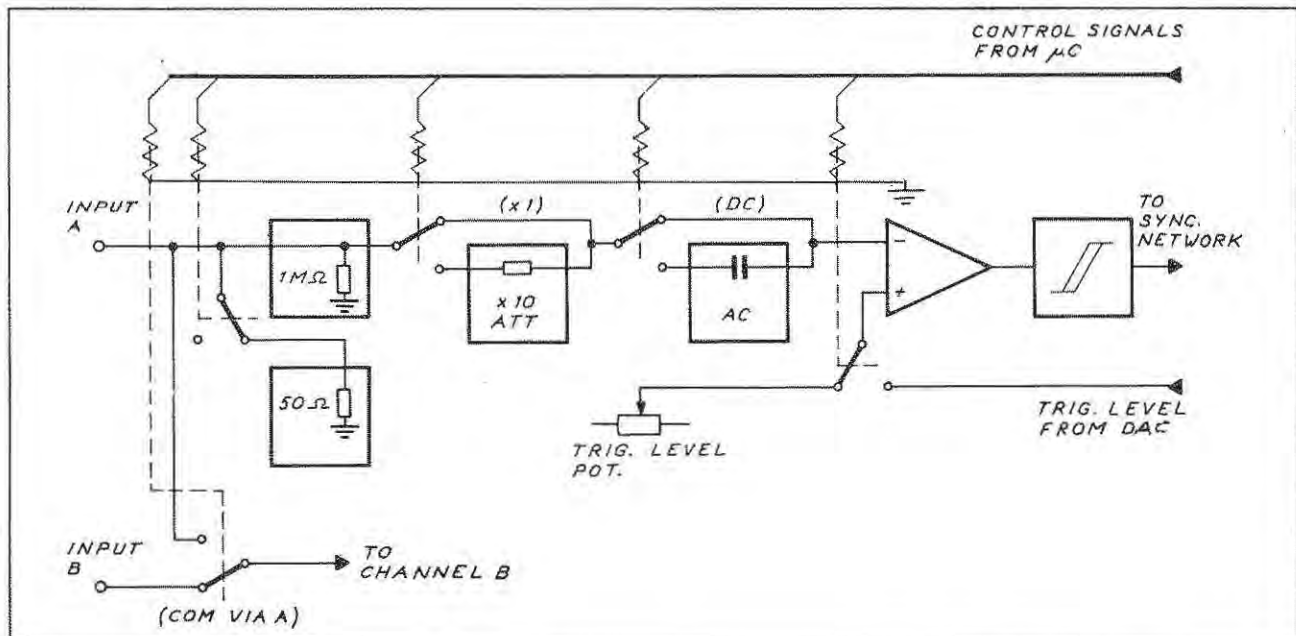 CONTROL SIGNALS
FROM μC
INPUT
A
(x1)
(DC)
TO
SYNC.
NETWORK
1MΩ
x10
ATT
AC
−
+
50Ω
TRIG. LEVEL
POT.
TRIG. LEVEL
FROM DAC
INPUT
B
TO
CHANNEL B
(COM VIA A)